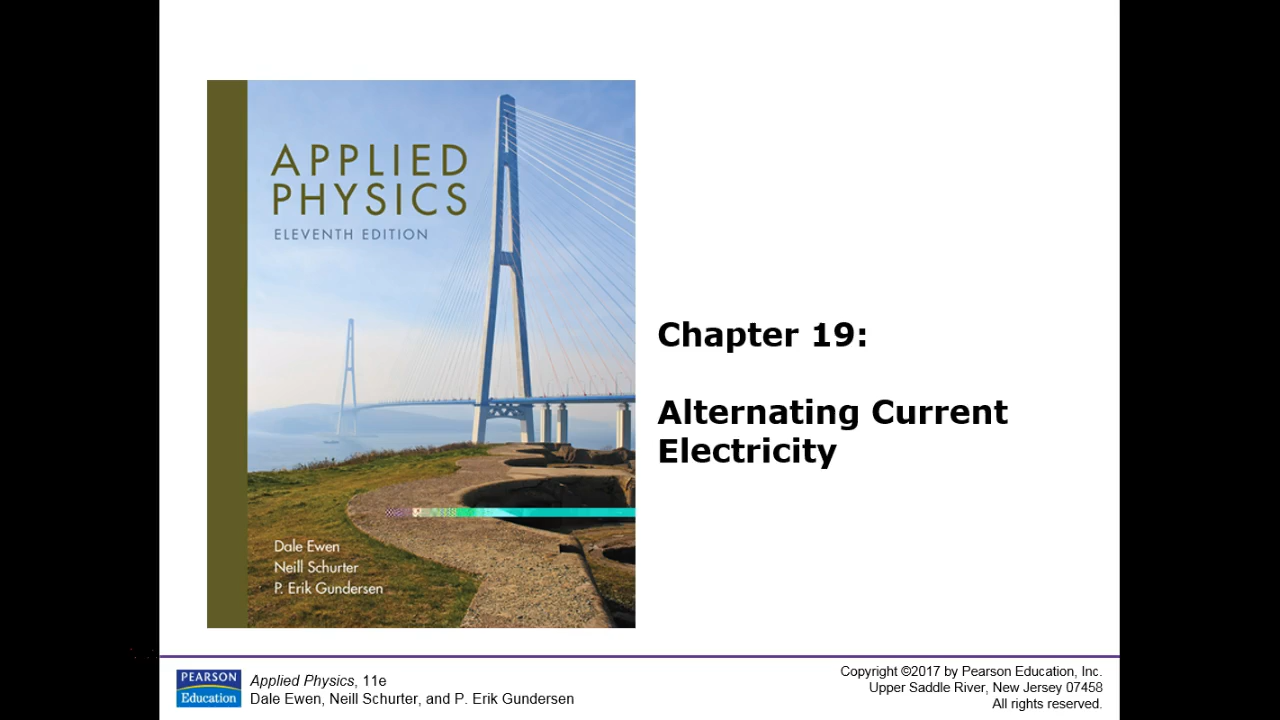 APPLIED
PHYSICS
ELEVENTH EDITION
Dale Ewen
Neill Schurter
P. Erik Gundersen
Chapter 19:
Alternating Current
Electricity
PEARSON
Education
Applied Physics, 11e
Dale Ewen, Neill Schurter, and P. Erik Gundersen
Copyright ©2017 by Pearson Education, Inc.
Upper Saddle River, New Jersey 07458
All rights reserved.